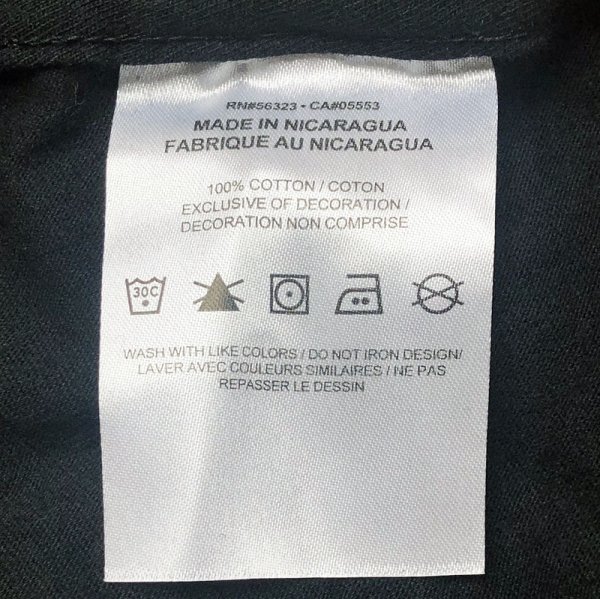 RN#56323 - CA#05553
MADE IN NICARAGUA
FABRIQUE AU NICARAGUA
100% COTTON / COTON
EXCLUSIVE OF DECORATION /
DECORATION NON COMPRISE
30C
WASH WITH LIKE COLORS / DO NOT IRON DESIGN/
LAVER AVEC COULEURS SIMILAIRES / NE PAS
REPASSER LE DESSIN